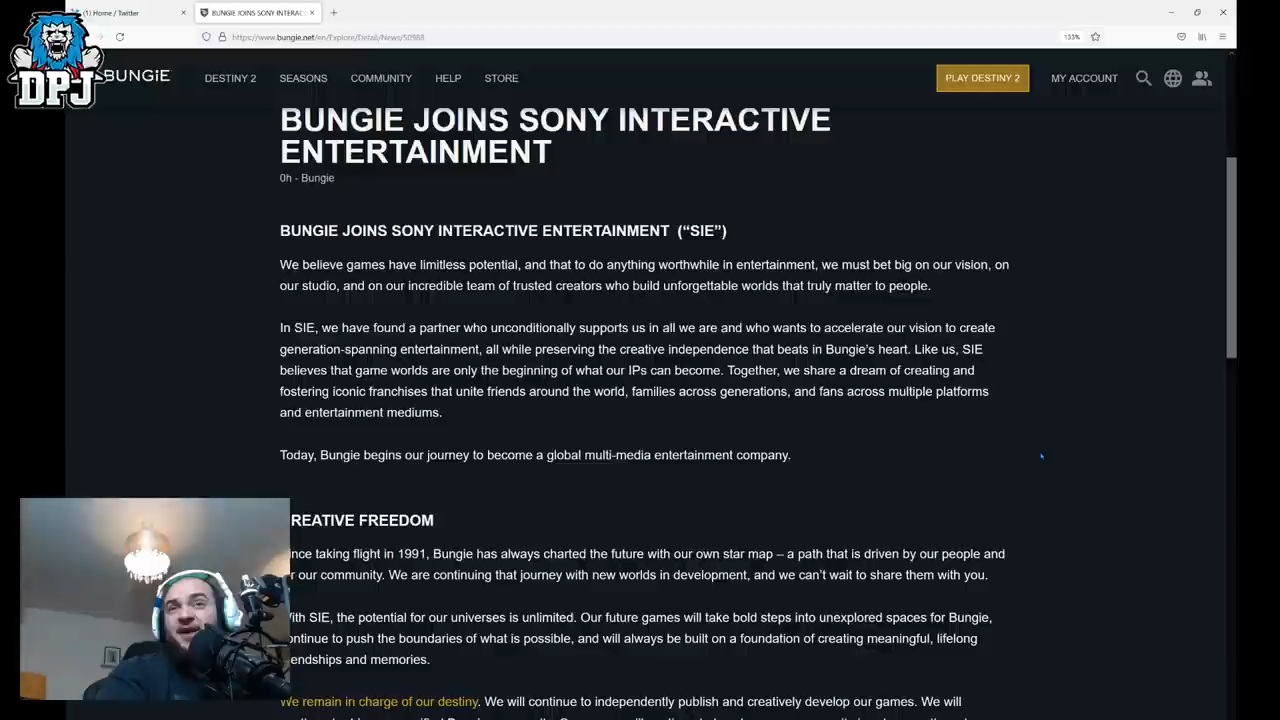 (1) Home / Twitter
BUNGIE JOINS SONY INTERAC
https://www.bungie.net/en/Explore/Detail/News/50988
133%
DPJ
BUNGiE
DESTINY 2
SEASONS
COMMUNITY
HELP
STORE
PLAY DESTINY 2
MY ACCOUNT
BUNGIE JOINS SONY INTERACTIVE
ENTERTAINMENT
0h - Bungie
BUNGIE JOINS SONY INTERACTIVE ENTERTAINMENT (“SIE”)
We believe games have limitless potential, and that to do anything worthwhile in entertainment, we must bet big on our vision, on
our studio, and on our incredible team of trusted creators who build unforgettable worlds that truly matter to people.
In SIE, we have found a partner who unconditionally supports us in all we are and who wants to accelerate our vision to create
generation-spanning entertainment, all while preserving the creative independence that beats in Bungie’s heart. Like us, SIE
believes that game worlds are only the beginning of what our IPs can become. Together, we share a dream of creating and
fostering iconic franchises that unite friends around the world, families across generations, and fans across multiple platforms
and entertainment mediums.
Today, Bungie begins our journey to become a global multi-media entertainment company.
REATIVE FREEDOM
ince taking flight in 1991, Bungie has always charted the future with our own star map – a path that is driven by our people and
r our community. We are continuing that journey with new worlds in development, and we can’t wait to share them with you.
ith SIE, the potential for our universes is unlimited. Our future games will take bold steps into unexplored spaces for Bungie,
ontinue to push the boundaries of what is possible, and will always be built on a foundation of creating meaningful, lifelong
iendships and memories.
We remain in charge of our destiny. We will continue to independently publish and creatively develop our games. We will